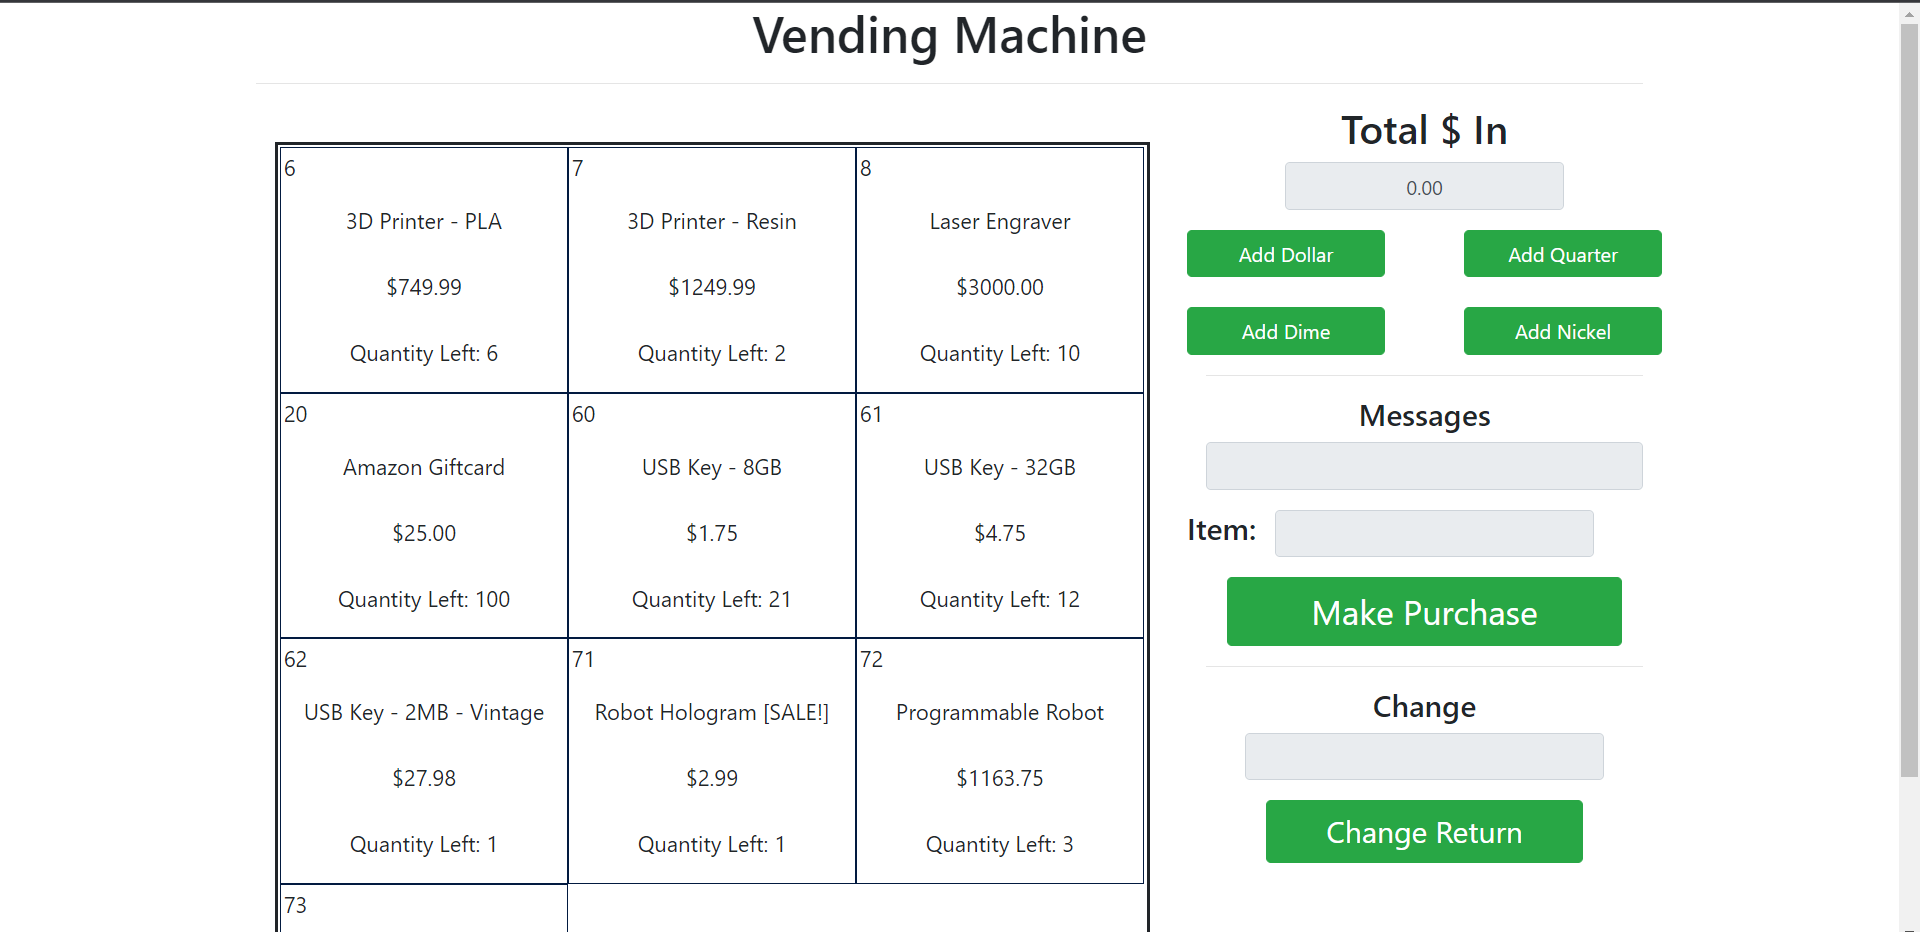 Vending Machine
6
3D Printer - PLA
$749.99
Quantity Left: 6
7
3D Printer - Resin
$1249.99
Quantity Left: 2
8
Laser Engraver
$3000.00
Quantity Left: 10
20
Amazon Giftcard
$25.00
Quantity Left: 100
60
USB Key - 8GB
$1.75
Quantity Left: 21
61
USB Key - 32GB
$4.75
Quantity Left: 12
62
USB Key - 2MB - Vintage
$27.98
Quantity Left: 1
71
Robot Hologram [SALE!]
$2.99
Quantity Left: 1
72
Programmable Robot
$1163.75
Quantity Left: 3
73
Total $ In
0.00
Add Dollar
Add Quarter
Add Dime
Add Nickel
Messages
Item:
Make Purchase
Change
Change Return